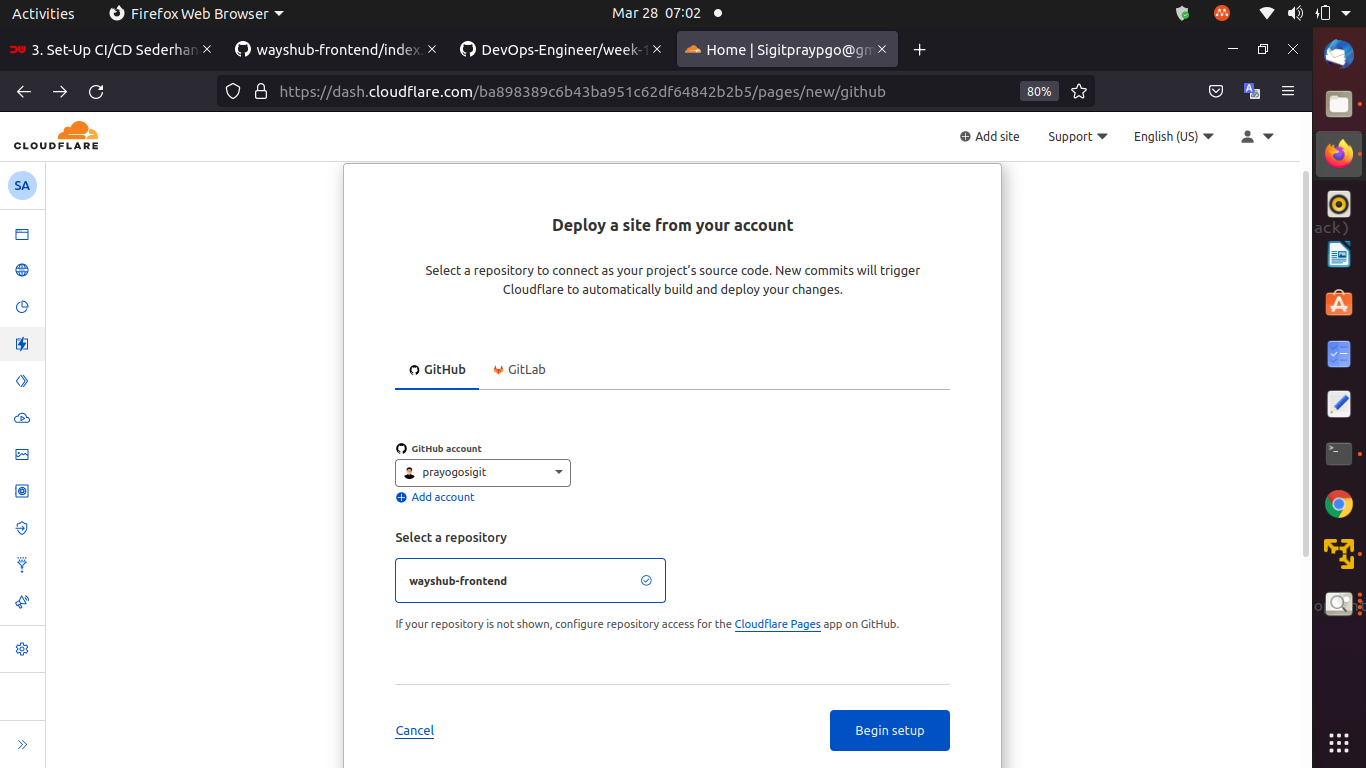 Activities
Firefox Web Browser
Mar 28 07:02
3. Set-Up CI/CD Sederhan
wayshub-frontend/index.
DevOps-Engineer/week-1
Home | Sigitpraypgo@gm
https://dash.cloudflare.com/ba898389c6b43ba951c62df64842b2b5/pages/new/github
80%
CLOUDFLARE
Add site
Support
English (US)
SA
Deploy a site from your account
Select a repository to connect as your project's source code. New commits will trigger
Cloudflare to automatically build and deploy your changes.
GitHub
GitLab
GitHub account
prayogosigit
Add account
Select a repository
wayshub-frontend
If your repository is not shown, configure repository access for the Cloudflare Pages app on GitHub.
Cancel
Begin setup
ack)